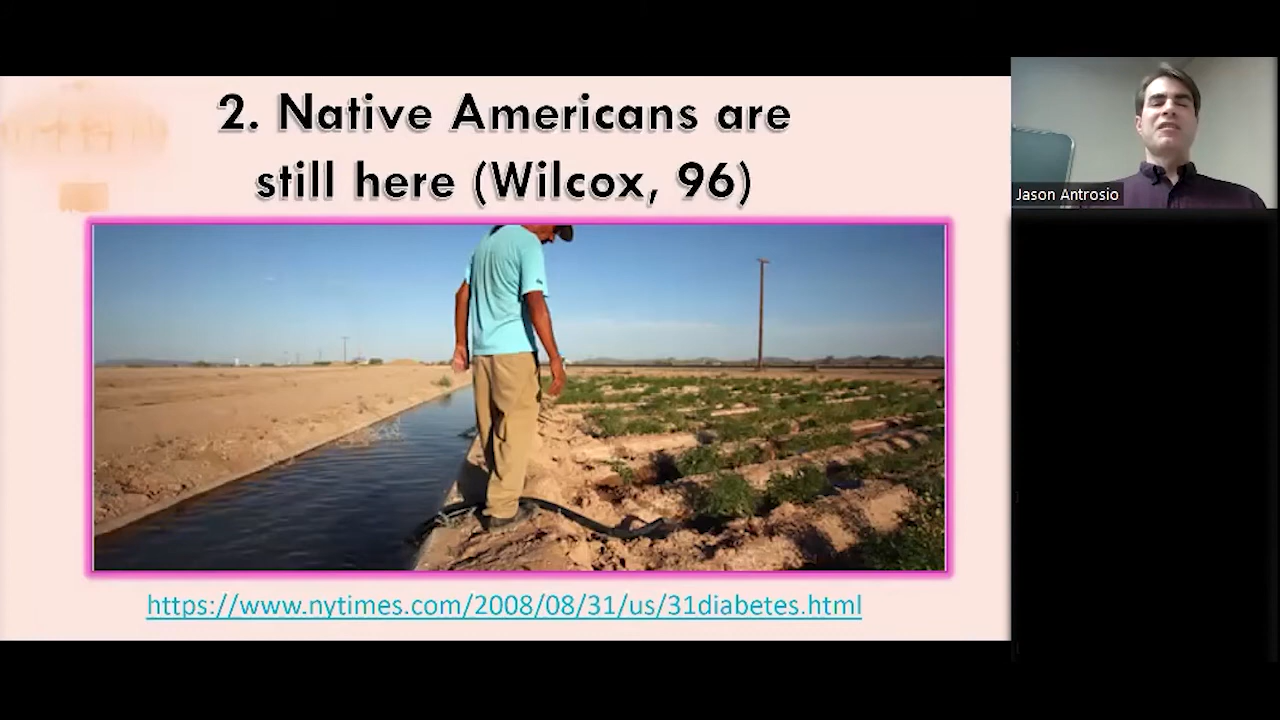 2. Native Americans are
still here (Wilcox, 96)
https://www.nytimes.com/2008/08/31/us/31diabetes.html
Jason Antrosio